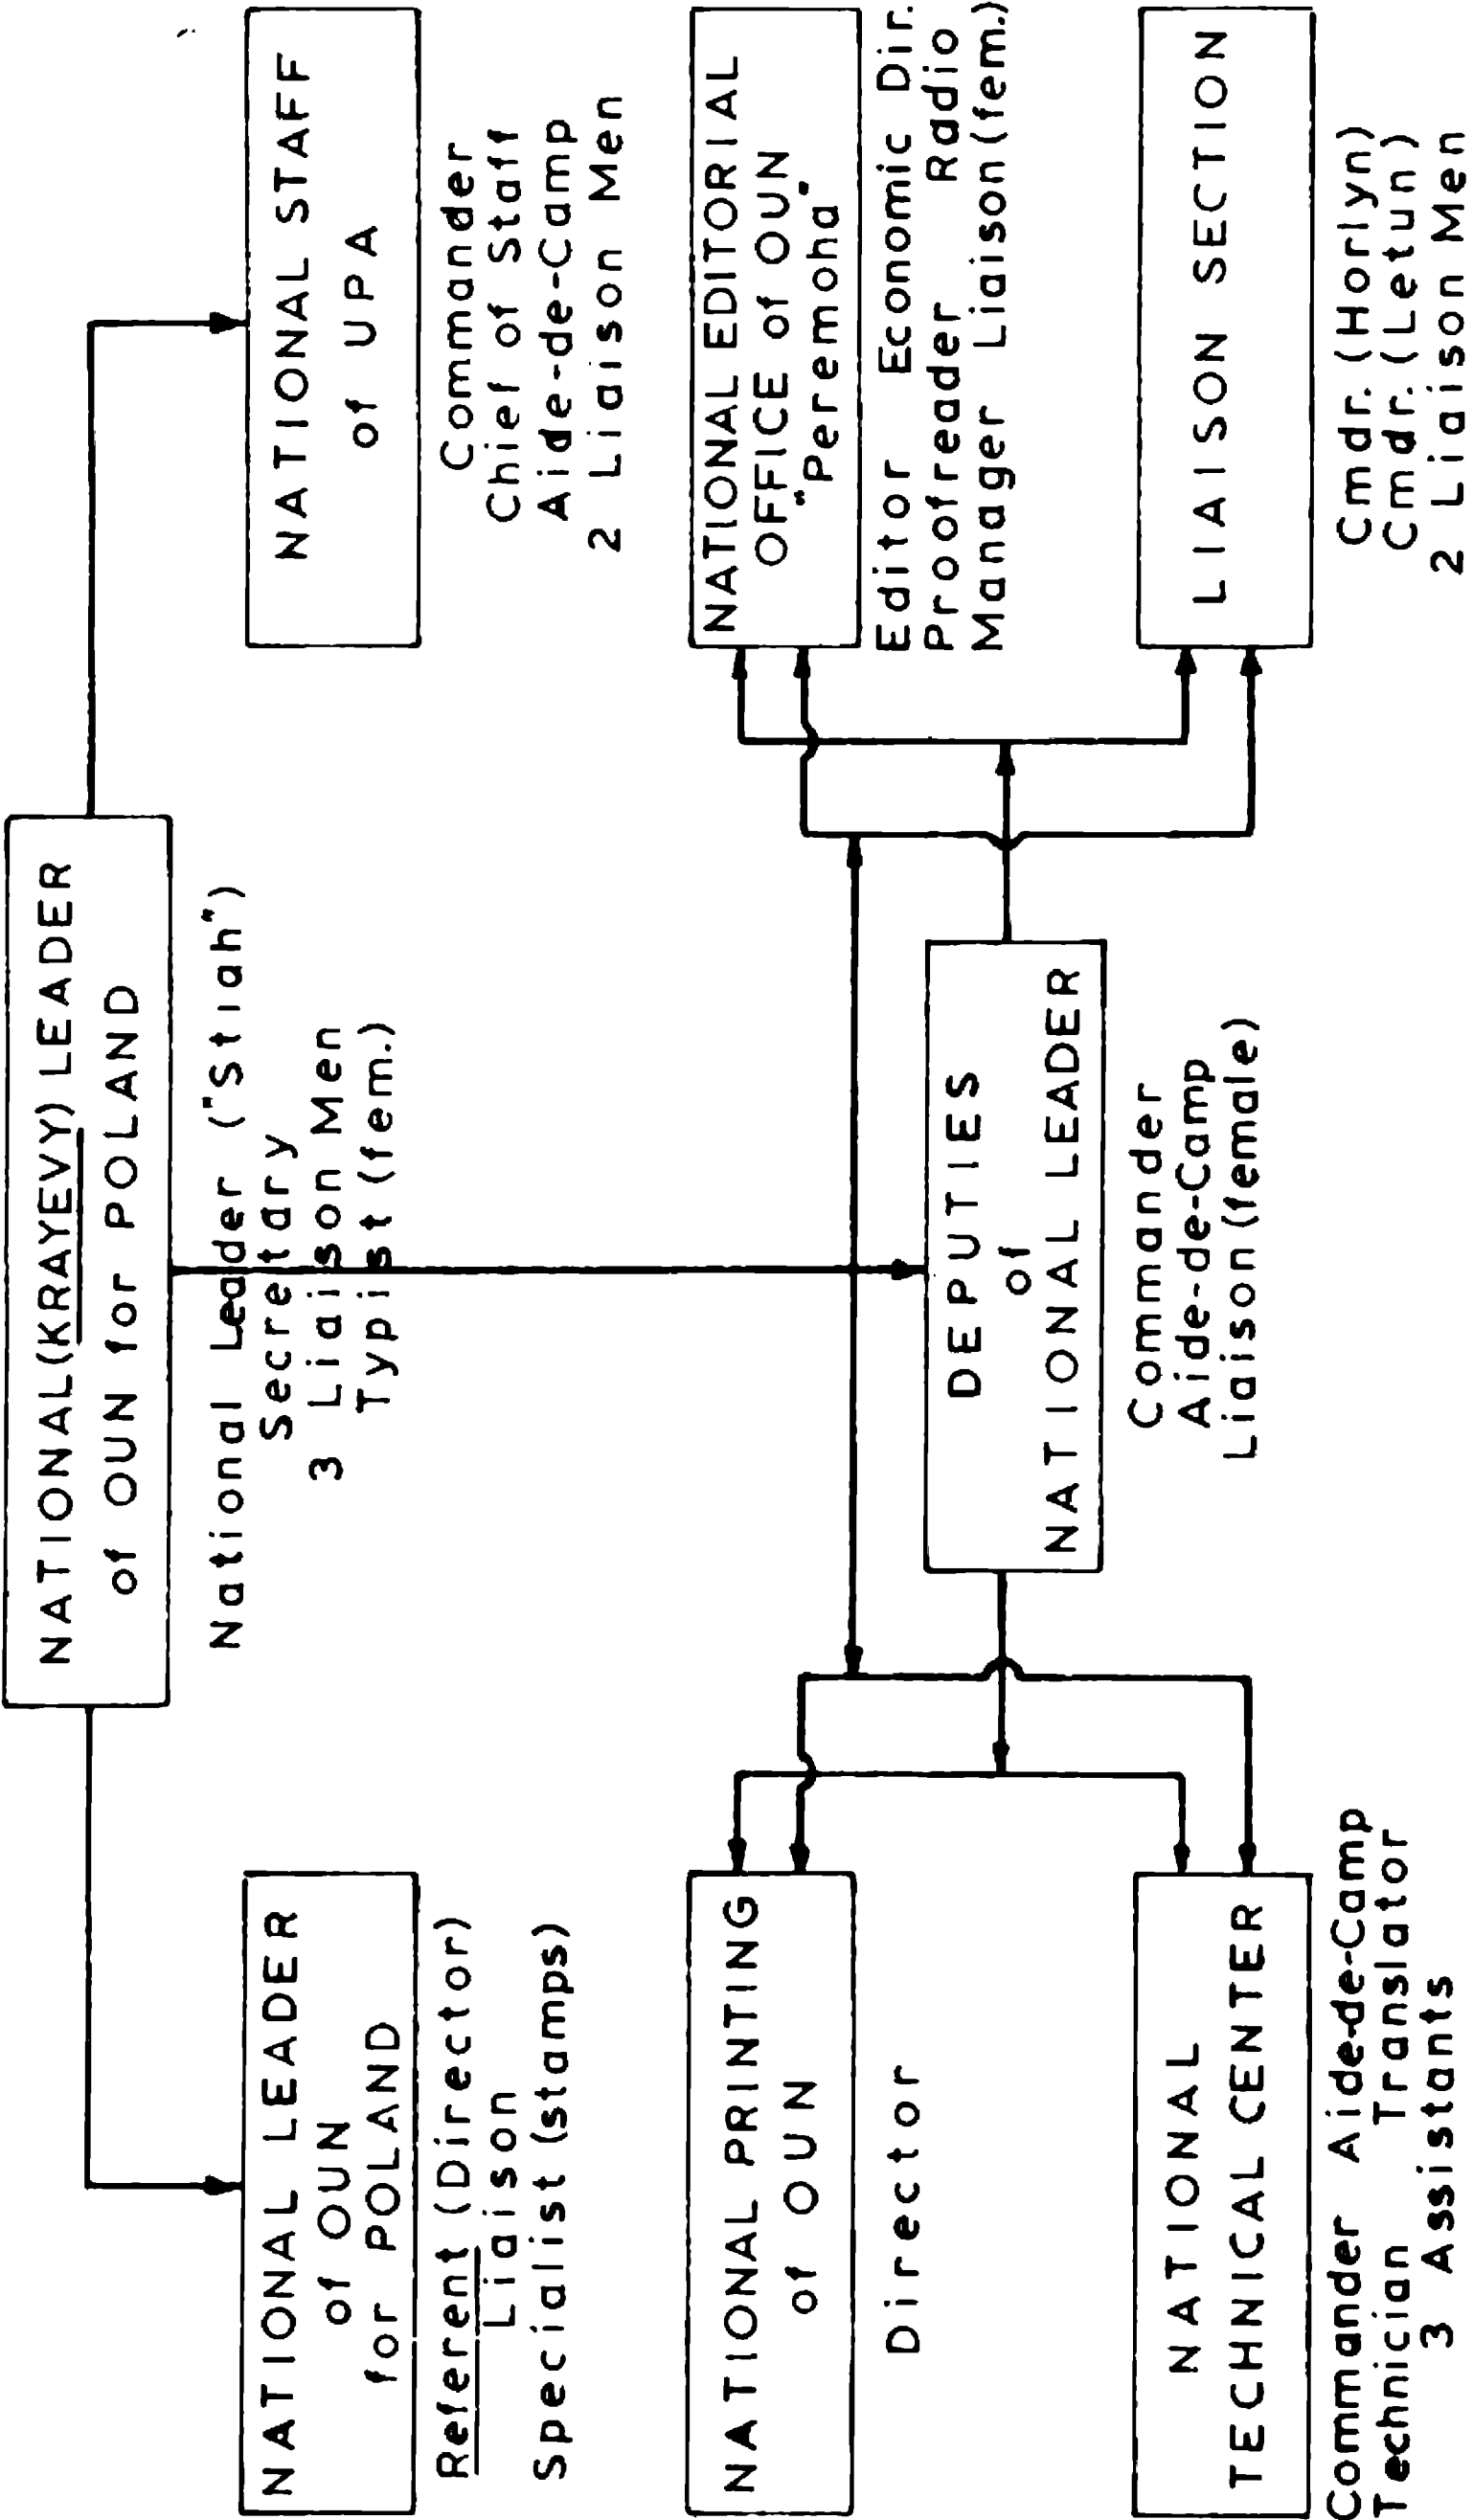 NATIONAL(KRAYEVY)LEADER
of OUN for POLAND
National Leader ("Stiah")
Secretary
3 Liaison Men
Typist (fem.)
NATIONAL LEADER
of OUN
for POLAND
Referent (Director)
Liaison
Specialist (stamps)
NATIONAL STAFF
of UPA
Commander
Chief of Staff
Aide-de-Camp
2 Liaison Men
NATIONAL PRINTING
of OUN
Director
NATIONAL EDITORIAL
OFFICE of OUN
"Peremoha"
Editor Economic Dir.
Proofreader Radio
Manager Liaison(fem.)
DEPUTIES
of
NATIONAL LEADER
Commander
Aide-de-Camp
Liaison(female)
NATIONAL
TECHNICAL CENTER
Commander Aide-de-Camp
Technician Translator
3 Assistants
LIAISON SECTION
Cmdr. (Horlyn)
Cmdr. (Letun)
2 Liaison Men